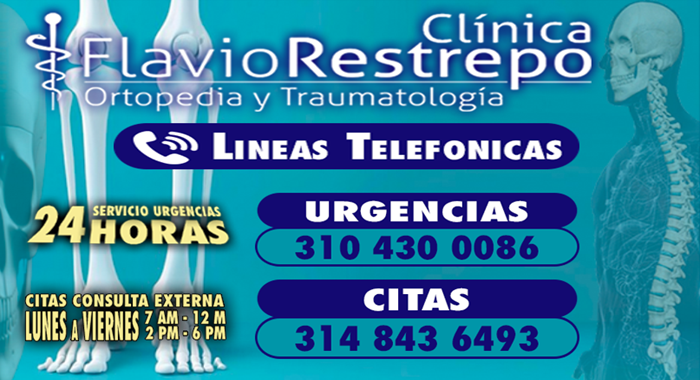 Clínica
FlavioRestrepo
Ortopedia y Traumatología
LINEAS TELEFONICAS
SERVICIO URGENCIAS
24 HORAS
URGENCIAS
310 430 0086
CITAS CONSULTA EXTERNA
LUNES A VIERNES 7 AM - 12 M
2 PM - 6 PM
CITAS
314 843 6493